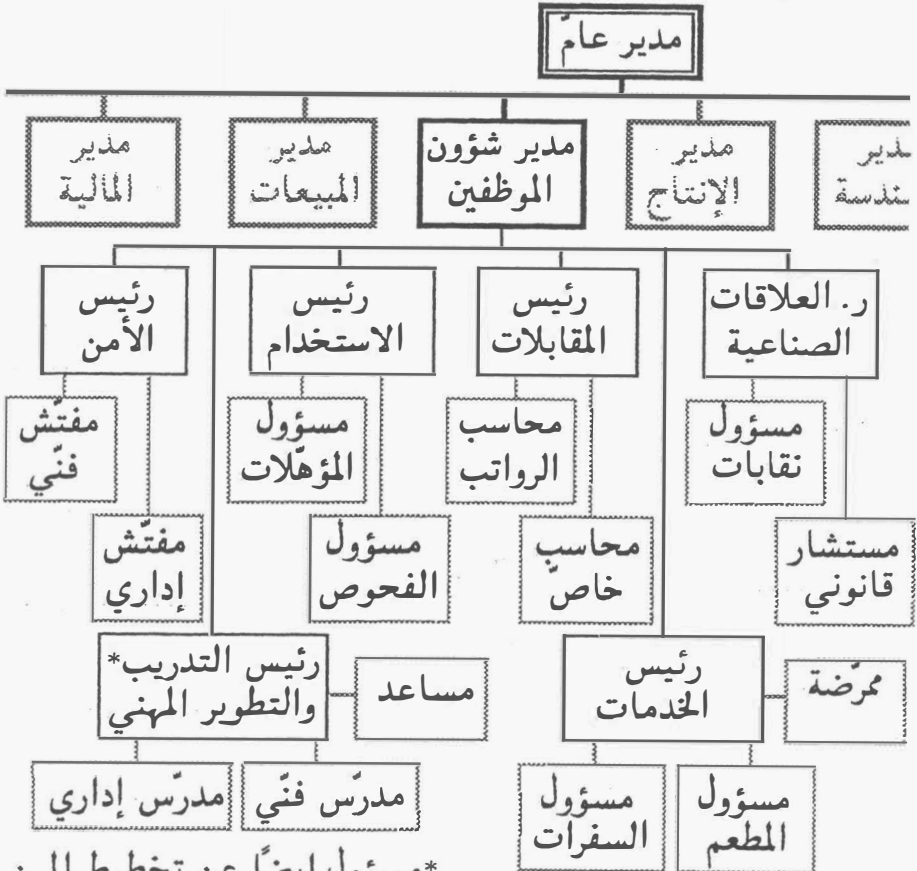 مدير عامّ
مدير
الإنتاج
مدير شؤون
الموظفين
مدير
المبيعات
مدير
المالية
ر. العلاقات
الصناعية
رئيس
المقابلات
رئيس
الاستخدام
رئيس
الأمن
مسؤول
نقابات
محاسب
الرواتب
مسؤول
المؤهّلات
مفتّش
فنّي
مستشار
قانوني
محاسب
خاصّ
مسؤول
الفحوص
مفتّش
إداري
ممرّضة
رئيس
الخدمات
مساعد
رئيس التدريب*
والتطوير المهني
مسؤول
المطعم
مسؤول
السفرات
مدرّس فنّي
مدرّس إداري